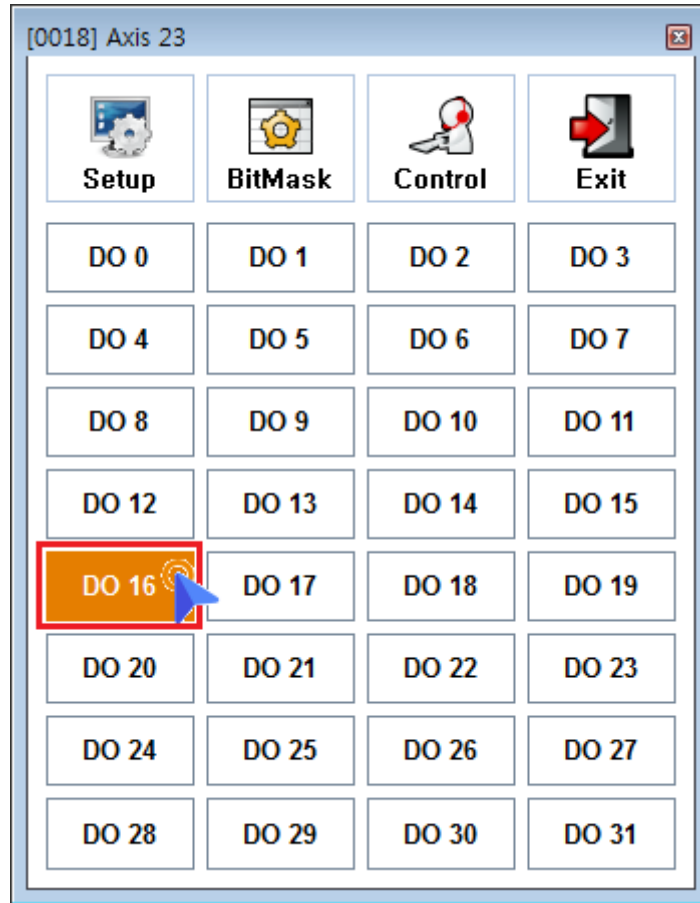 [0018] Axis 23
Setup BitMask Control Exit
DO 0 DO 1 DO 2 DO 3
DO 4 DO 5 DO 6 DO 7
DO 8 DO 9 DO 10 DO 11
DO 12 DO 13 DO 14 DO 15
DO 16 DO 17 DO 18 DO 19
DO 20 DO 21 DO 22 DO 23
DO 24 DO 25 DO 26 DO 27
DO 28 DO 29 DO 30 DO 31